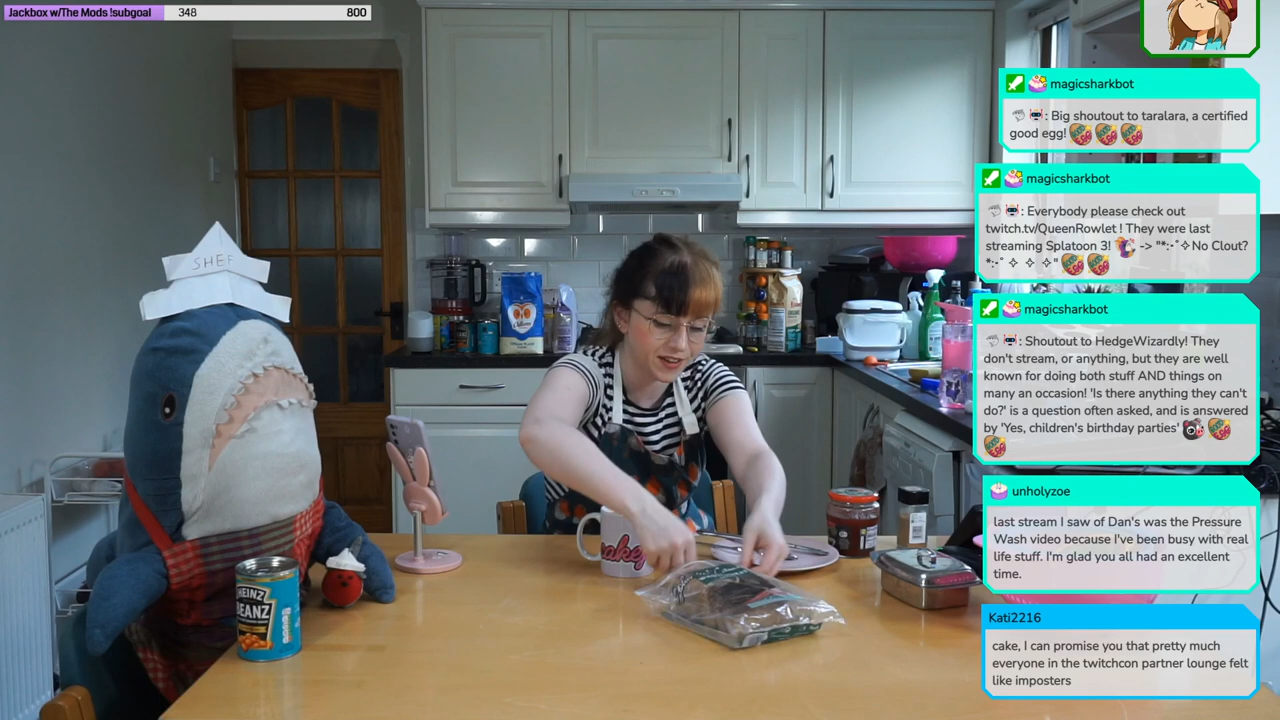 Jackbox w/The Mods !subgoal 348 800
magicsharkbot
: Big shoutout to taralara, a certified
good egg!
magicsharkbot
: Everybody please check out
twitch.tv/QueenRowlet ! They were last
streaming Splatoon 3! -> "*:·˚✧No Clout?
*:·˚ ✧ ✧ ✧"
magicsharkbot
: Shoutout to HedgeWizardly! They
don't stream, or anything, but they are well
known for doing both stuff AND things on
many an occasion! 'Is there anything they can't
do?' is a question often asked, and is answered
by 'Yes, children's birthday parties'
unholyzoe
last stream I saw of Dan's was the Pressure
Wash video because I've been busy with real
life stuff. I'm glad you all had an excellent
time.
Kati2216
cake, I can promise you that pretty much
everyone in the twitchcon partner lounge felt
like imposters
SHEF
HEINZ
BEANZ